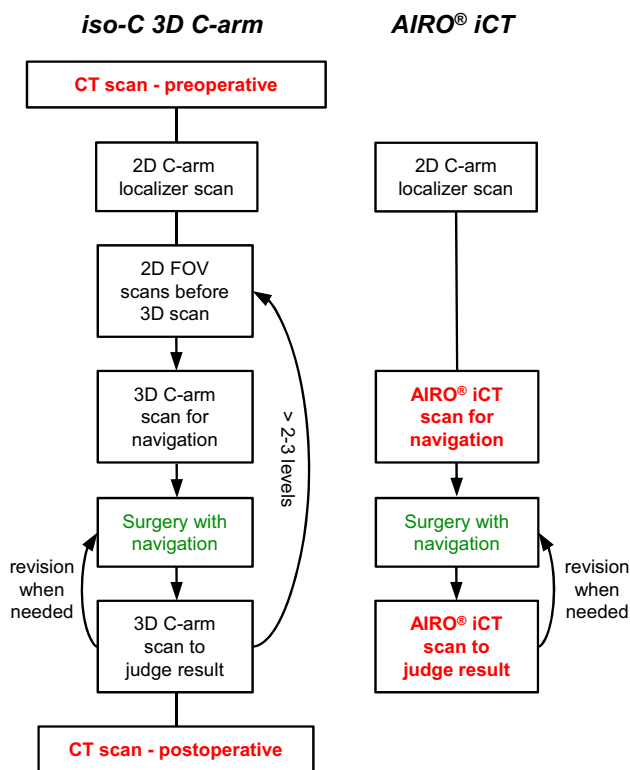 iso-C 3D C-arm
AIRO® iCT
CT scan - preoperative
2D C-arm
localizer scan
2D FOV
scans before
3D scan
3D C-arm
scan for
navigation
> 2-3 levels
Surgery with
navigation
revision
when
needed
3D C-arm
scan to
judge result
CT scan - postoperative
2D C-arm
localizer scan
AIRO® iCT
scan for
navigation
Surgery with
navigation
revision
when
needed
AIRO® iCT
scan to
judge result